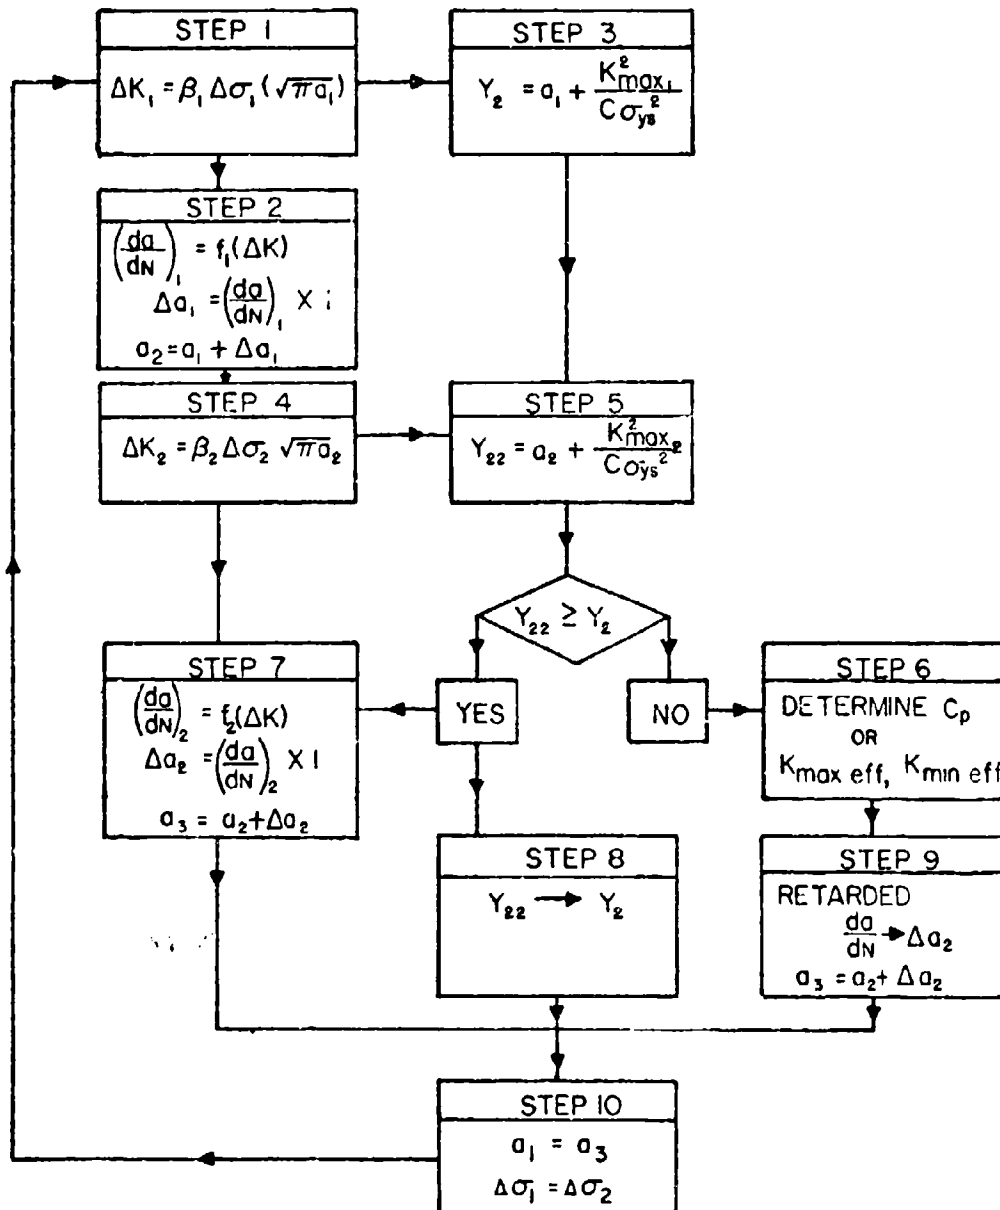 STEP 1
ΔK₁ = β₁ Δσ₁ (√πa₁)
STEP 3
Y₂ = a₁ + K²max₁ / Cσys²
STEP 2
(da/dN)₁ = f₁(ΔK)
Δa₁ = (da/dN)₁ X
a₂ = a₁ + Δa₁
STEP 4
ΔK₂ = β₂ Δσ₂ √πa₂
STEP 5
Y₂₂ = a₂ + K²max₂ / Cσys²
Y₂₂ ≥ Y₂
YES
NO
STEP 7
(da/dN)₂ = f₂(ΔK)
Δa₂ = (da/dN)₂ X 1
a₃ = a₂ + Δa₂
STEP 6
DETERMINE Cp
OR
Kmax eff, Kmin eff
STEP 8
Y₂₂ → Y₂
STEP 9
RETARDED
da/dN → Δa₂
a₃ = a₂ + Δa₂
STEP 10
a₁ = a₃
Δσ₁ = Δσ₂